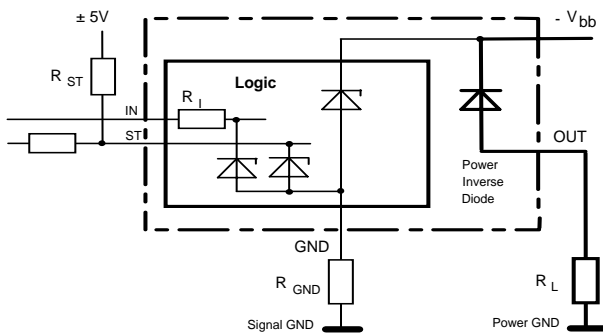 ± 5V
- V bb
R ST
Logic
IN
R I
ST
OUT
Power
Inverse
Diode
GND
R GND
R L
Signal GND
Power GND